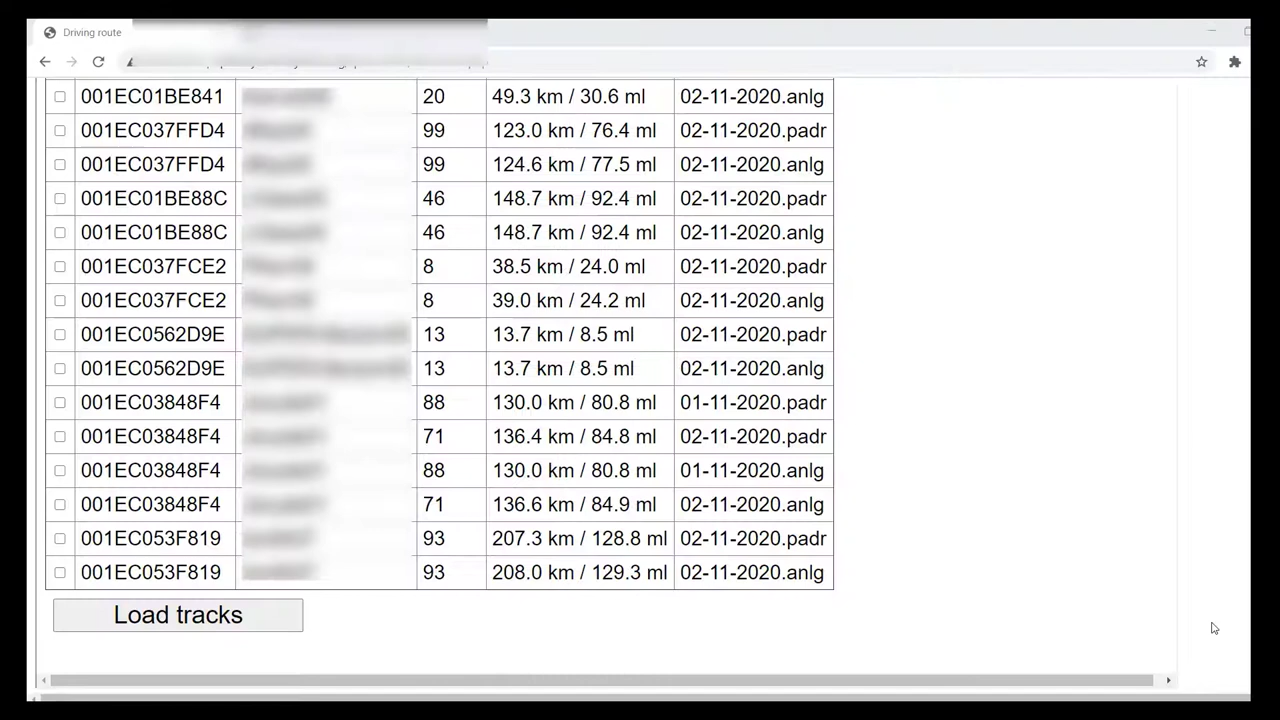 Driving route
001EC01BE841 20 49.3 km / 30.6 ml 02-11-2020.anlg
001EC037FFD4 99 123.0 km / 76.4 ml 02-11-2020.padr
001EC037FFD4 99 124.6 km / 77.5 ml 02-11-2020.anlg
001EC01BE88C 46 148.7 km / 92.4 ml 02-11-2020.padr
001EC01BE88C 46 148.7 km / 92.4 ml 02-11-2020.anlg
001EC037FCE2 8 38.5 km / 24.0 ml 02-11-2020.padr
001EC037FCE2 8 39.0 km / 24.2 ml 02-11-2020.anlg
001EC0562D9E 13 13.7 km / 8.5 ml 02-11-2020.padr
001EC0562D9E 13 13.7 km / 8.5 ml 02-11-2020.anlg
001EC03848F4 88 130.0 km / 80.8 ml 01-11-2020.padr
001EC03848F4 71 136.4 km / 84.8 ml 02-11-2020.padr
001EC03848F4 88 130.0 km / 80.8 ml 01-11-2020.anlg
001EC03848F4 71 136.6 km / 84.9 ml 02-11-2020.anlg
001EC053F819 93 207.3 km / 128.8 ml 02-11-2020.padr
001EC053F819 93 208.0 km / 129.3 ml 02-11-2020.anlg
Load tracks